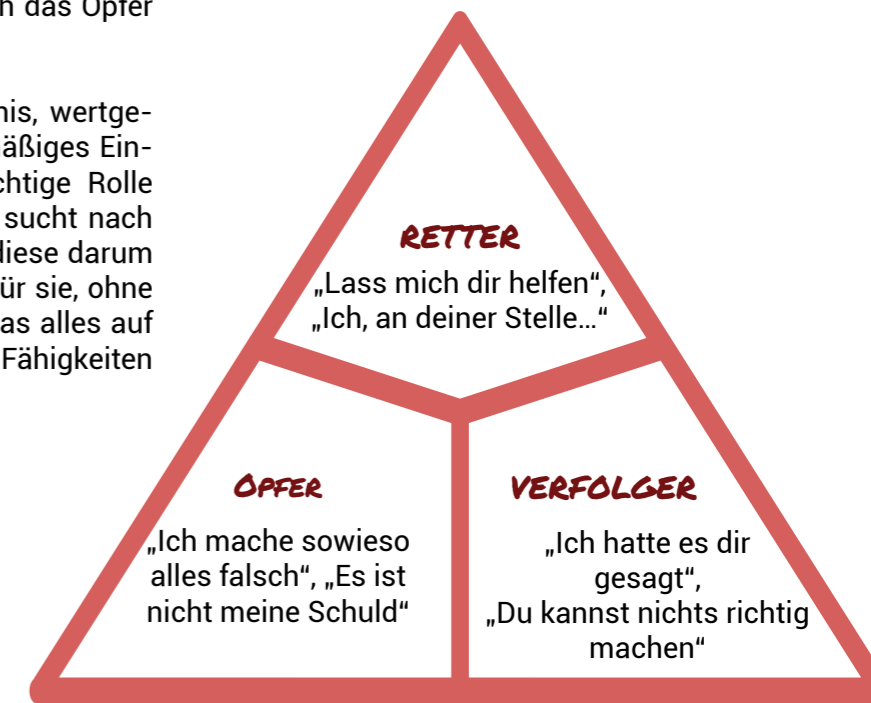 h das Opfer
nis, wertge-
äßiges Ein-
chtige Rolle
sucht nach
diese darum
ür sie, ohne
as alles auf
Fähigkeiten
RETTER
„Lass mich dir helfen“,
„Ich, an deiner Stelle...“
OPFER
„Ich mache sowieso
alles falsch“, „Es ist
nicht meine Schuld“
VERFOLGER
„Ich hatte es dir
gesagt“,
„Du kannst nichts richtig
machen“